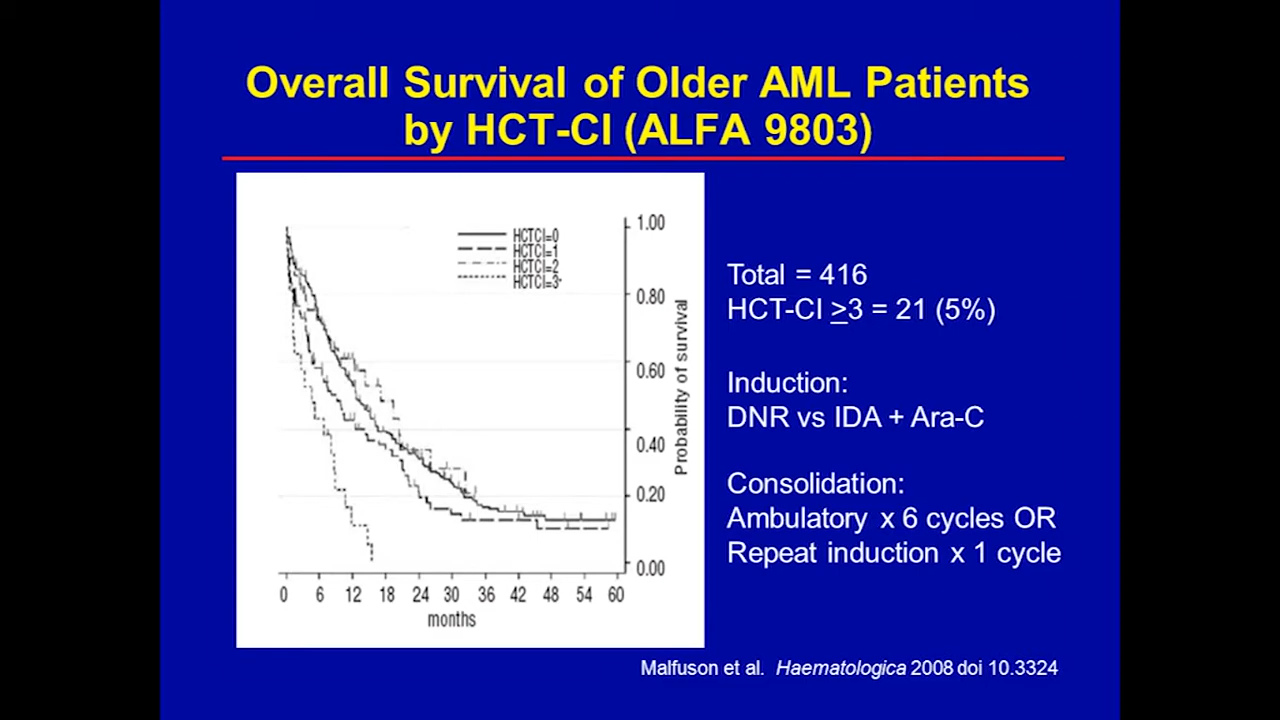 Overall Survival of Older AML Patients
by HCT-CI (ALFA 9803)
HCTCI=0
HCTCI=1
HCTCI=2
HCTCI=3+
1.00
0.80
0.60
0.40
0.20
0.00
Probability of survival
0 6 12 18 24 30 36 42 48 54 60
months
Total = 416
HCT-CI ≥3 = 21 (5%)
Induction:
DNR vs IDA + Ara-C
Consolidation:
Ambulatory x 6 cycles OR
Repeat induction x 1 cycle
Malfuson et al. Haematologica 2008 doi 10.3324